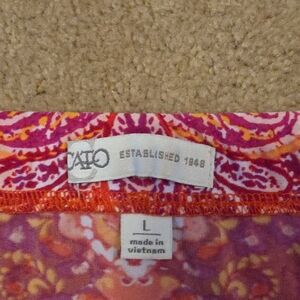 CATO ESTABLISHED 1946
L
made in
vietnam